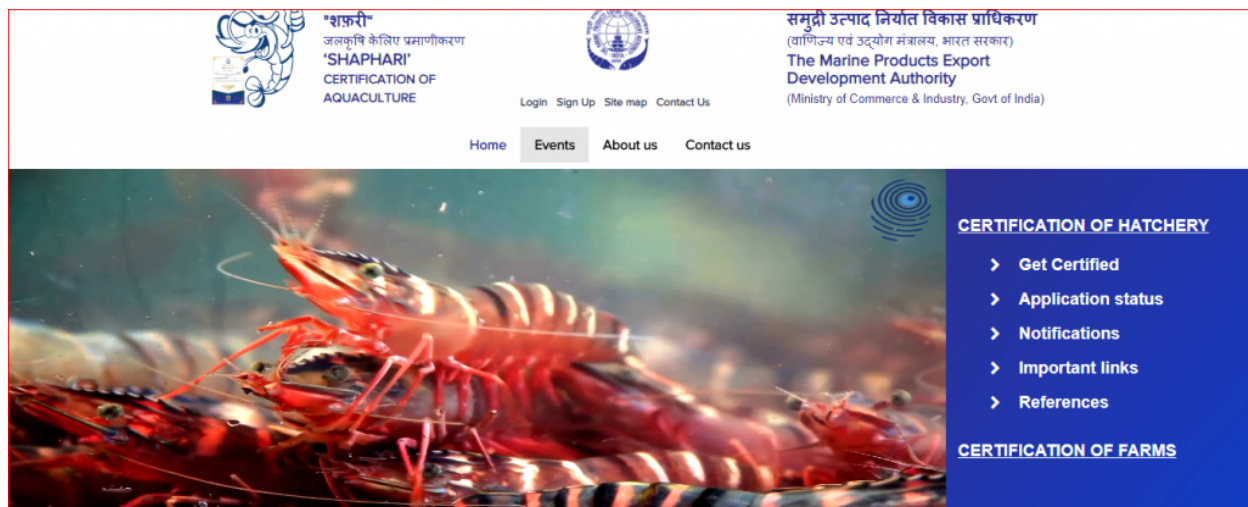 "शफ़री"
जलकृषि केलिए प्रमाणीकरण
'SHAPHARI'
CERTIFICATION OF
AQUACULTURE
Login Sign Up Site map Contact Us
समुद्री उत्पाद निर्यात विकास प्राधिकरण
(वाणिज्य एवं उद्योग मंत्रालय, भारत सरकार)
The Marine Products Export
Development Authority
(Ministry of Commerce & Industry, Govt of India)
Home Events About us Contact us
CERTIFICATION OF HATCHERY
Get Certified
Application status
Notifications
Important links
References
CERTIFICATION OF FARMS